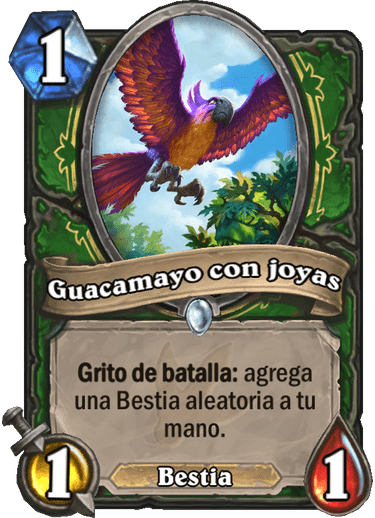 1
Guacamayo con joyas
Grito de batalla: agrega
una Bestia aleatoria a tu
mano.
1
Bestia
1